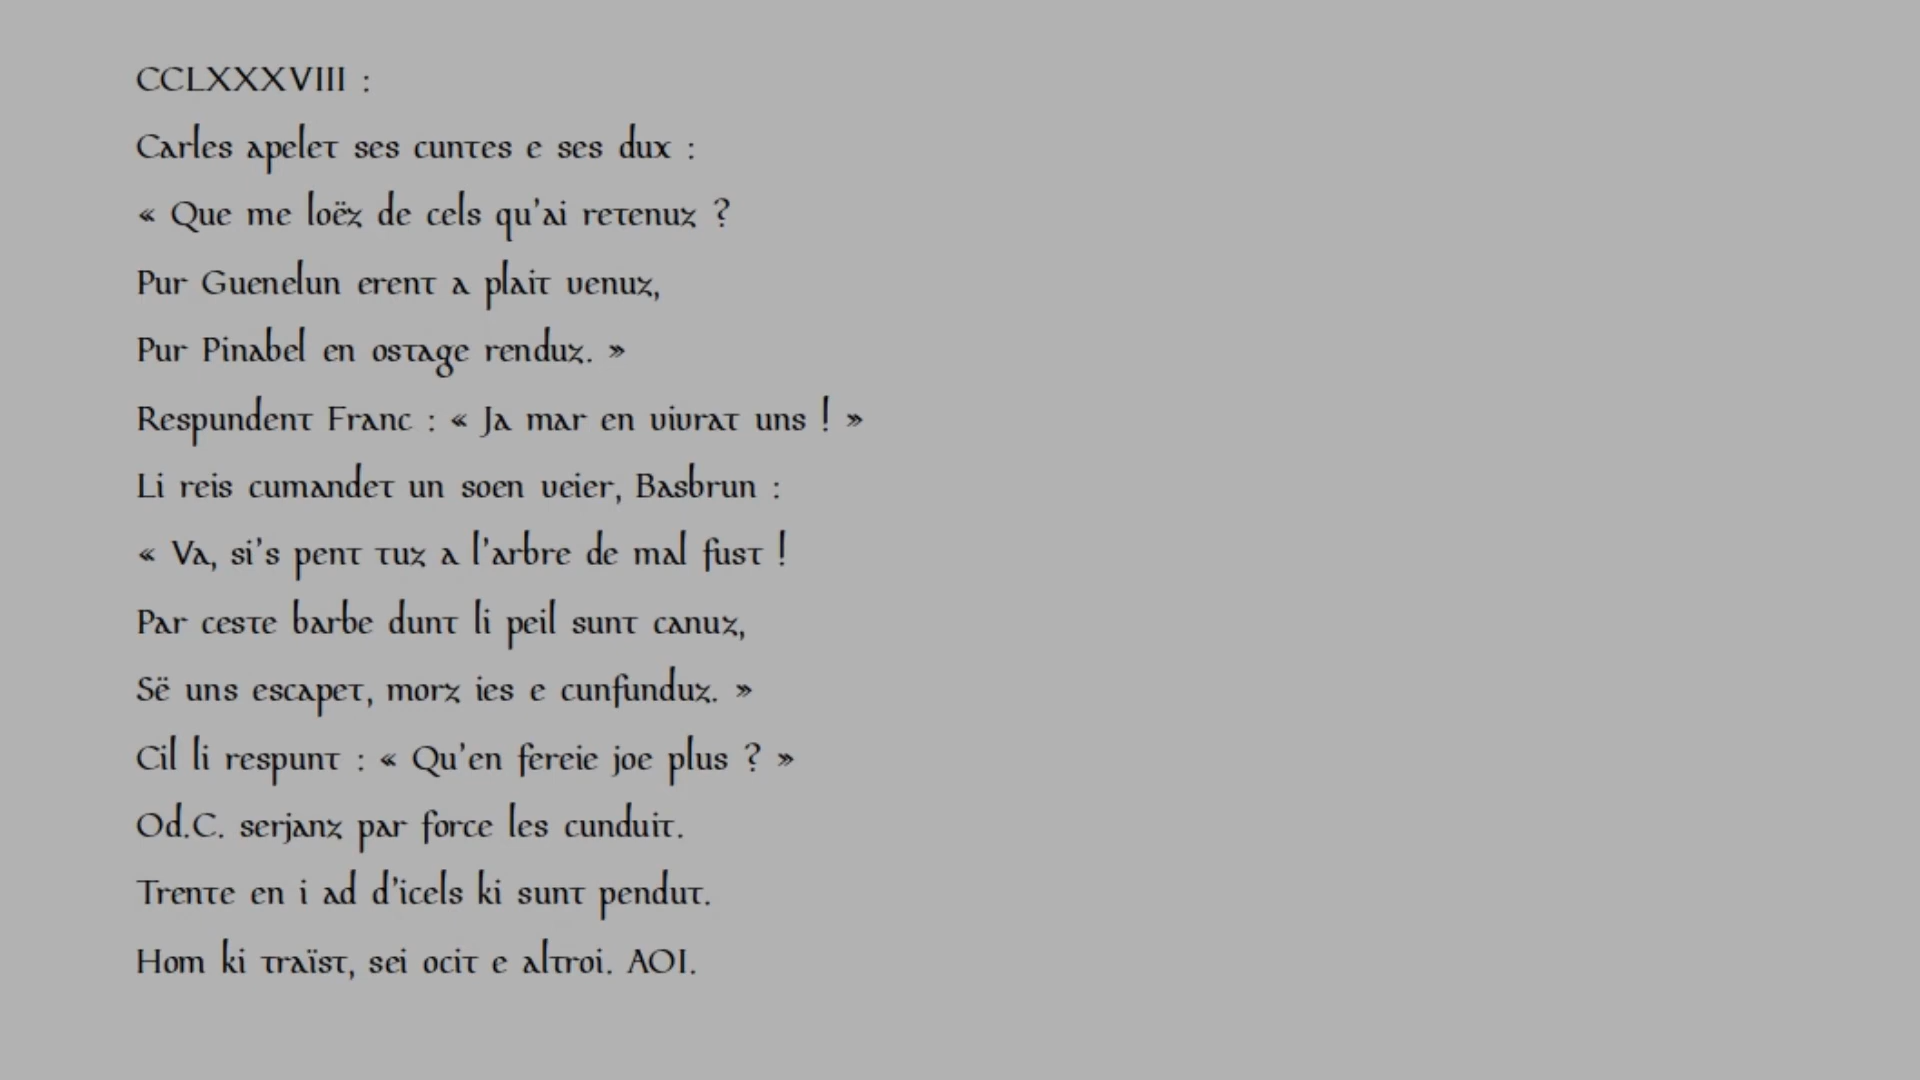 CCLXXXVIII :
Carles apelet ses cuntes e ses dux :
« Que me loëz de cels qu’ai retenuz ?
Pur Guenelun erent a plait venuz,
Pur Pinabel en ostage renduz. »
Respundent Franc : « Ja mar en vivrat uns ! »
Li reis cumandet un soen veier, Basbrun :
« Va, si’s pent tuz a l’arbre de mal fust !
Par ceste barbe dunt li peil sunt canuz,
Së uns escapet, morz ies e cunfunduz. »
Cil li respunt : « Qu’en fereie joe plus ? »
Od.C. serjanz par force les cunduit.
Trente en i ad d’icels ki sunt pendut.
Hom ki traïst, sei ocit e altroi. AOI.